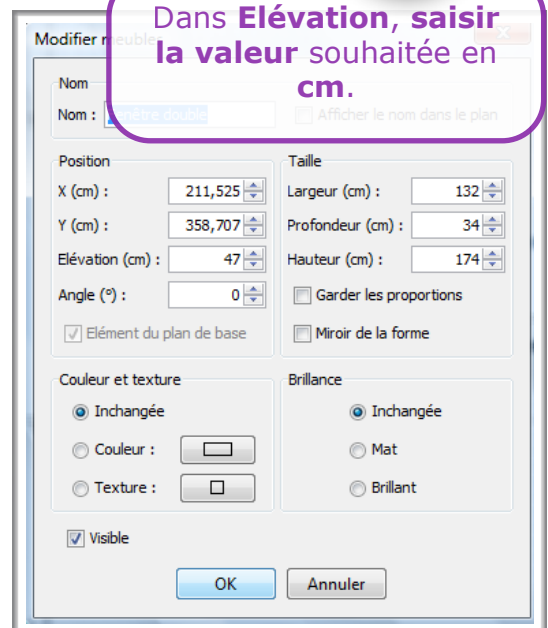 Dans Elévation, saisir
la valeur souhaitée en
cm.
Modifier meubles
Nom
Nom : Fenêtre double
Afficher le nom dans le plan
Position
X (cm) : 211,525
Y (cm) : 358,707
Elévation (cm) : 47
Angle (°) : 0
Elément du plan de base
Taille
Largeur (cm) : 132
Profondeur (cm) : 34
Hauteur (cm) : 174
Garder les proportions
Miroir de la forme
Couleur et texture
Inchangée
Couleur :
Texture :
Brillance
Inchangée
Mat
Brillant
Visible
OK
Annuler